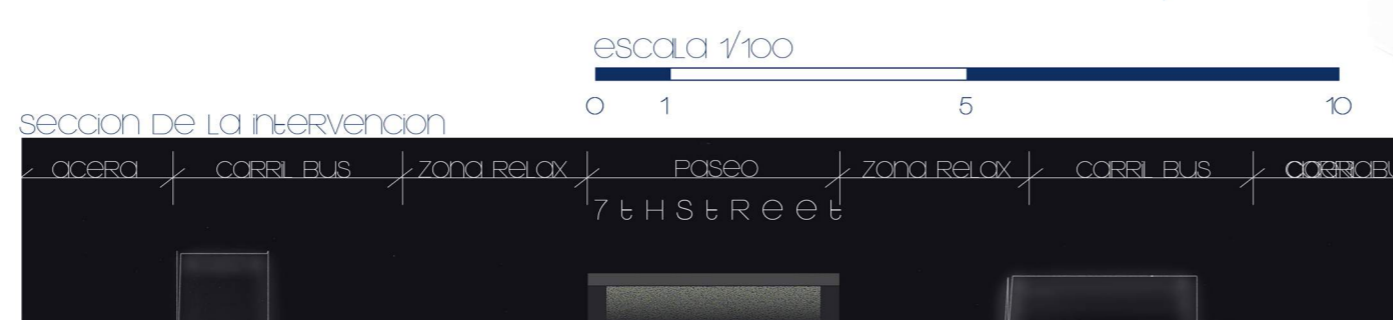 escala 1/100
0 1 5 10
seccion de la intervencion
acera carril bus zona relax paseo zona relax carril bus
7thstreet